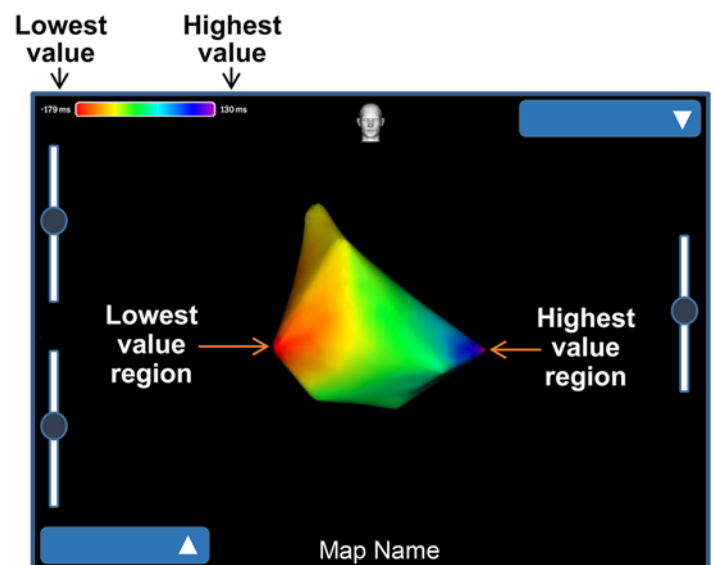 Lowest
value
Highest
value
-179 ms
130 ms
Lowest
value
region
Highest
value
region
Map Name